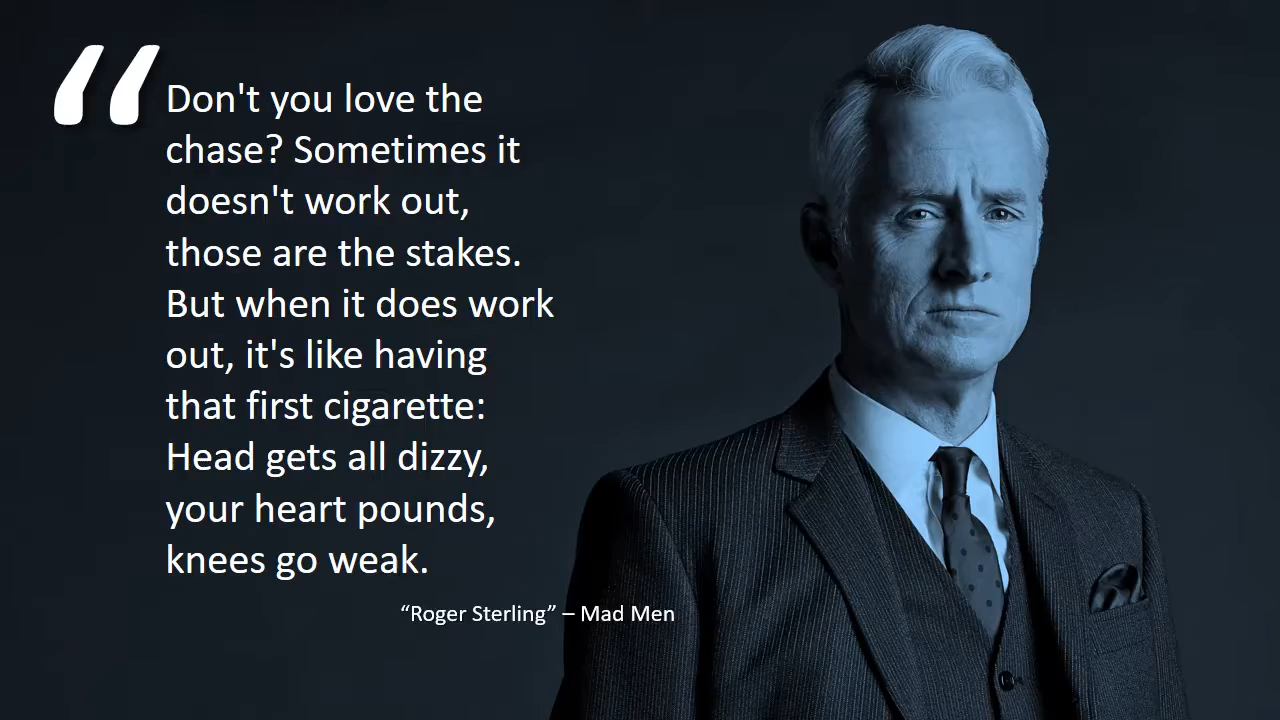 “
Don't you love the
chase? Sometimes it
doesn't work out,
those are the stakes.
But when it does work
out, it's like having
that first cigarette:
Head gets all dizzy,
your heart pounds,
knees go weak.
“Roger Sterling” – Mad Men